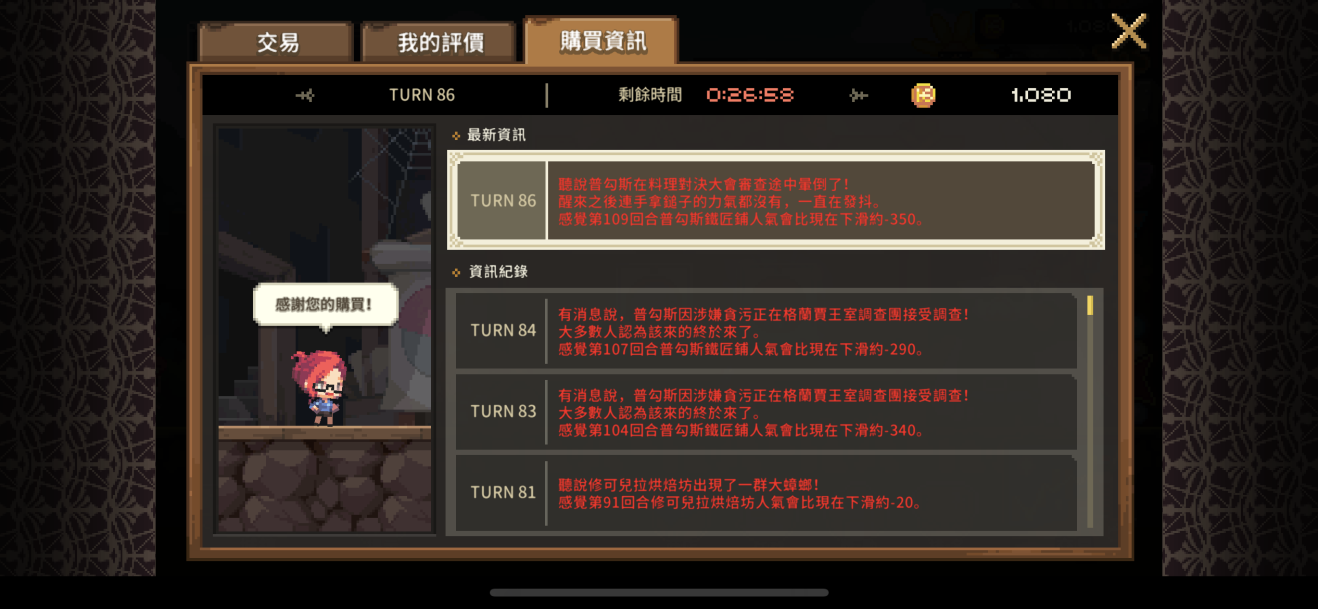 交易
我的評價
購買資訊
TURN 86
剩餘時間 0:26:58
1,080
最新資訊
TURN 86
聽說普勾斯在料理對決大會審查途中暈倒了!
醒來之後連手拿鎚子的力氣都沒有，一直在發抖。
感覺第109回合普勾斯鐵匠鋪人氣會比現在下滑約-350。
資訊紀錄
感謝您的購買!
TURN 84
有消息說，普勾斯因涉嫌貪污正在格蘭賈王室調查團接受調查!
大多數人認為該來的終於來了。
感覺第107回合普勾斯鐵匠鋪人氣會比現在下滑約-290。
TURN 83
有消息說，普勾斯因涉嫌貪污正在格蘭賈王室調查團接受調查!
大多數人認為該來的終於來了。
感覺第104回合普勾斯鐵匠鋪人氣會比現在下滑約-340。
TURN 81
聽說修可兒拉烘焙坊出現了一群大蟑螂!
感覺第91回合修可兒拉烘焙坊人氣會比現在下滑約-20。